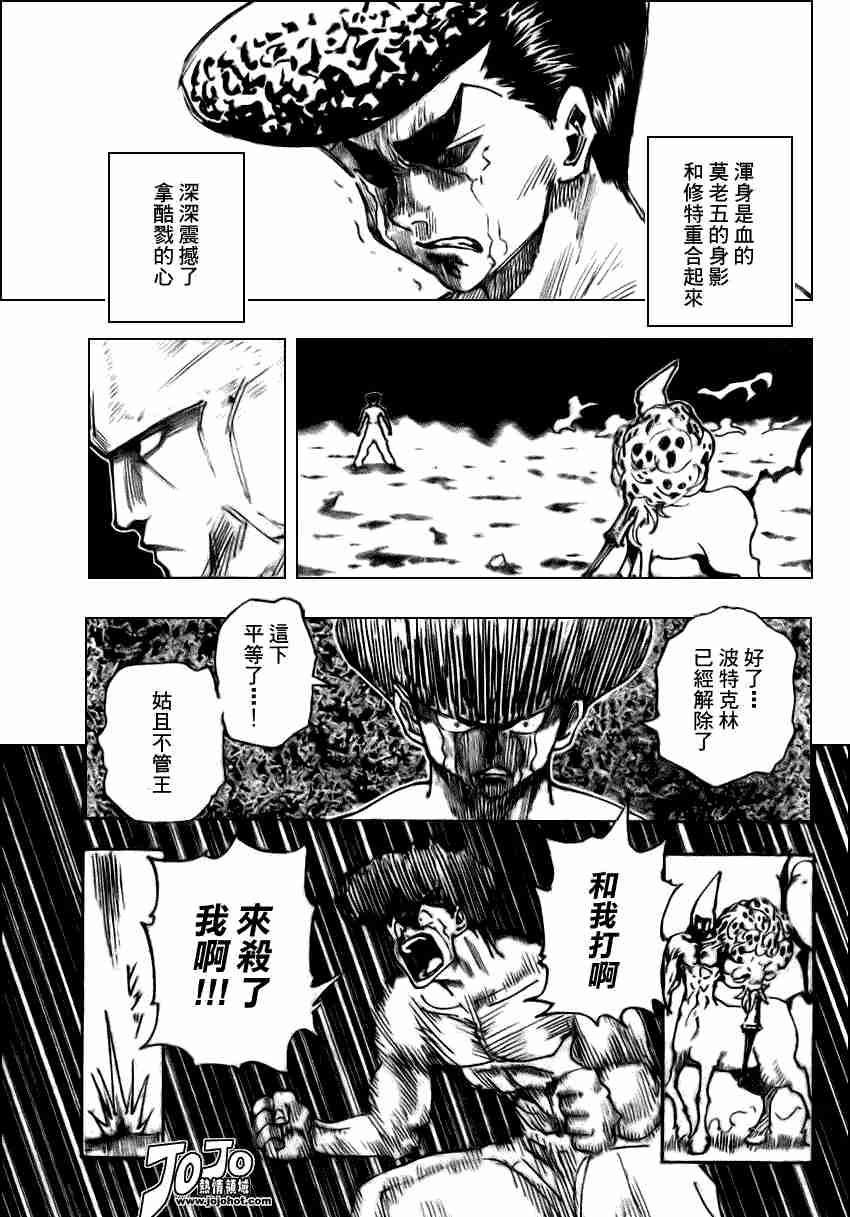 渾身是血的
莫老五的身影
和修特重合起來
深深震撼了
拿酷戮的心
好了┅
波特克林
已經解除了
這下
平等了┅！
姑且不管王
和我打啊
來殺了
我啊!!!
JOJO
熱情領域
www.jojohot.com